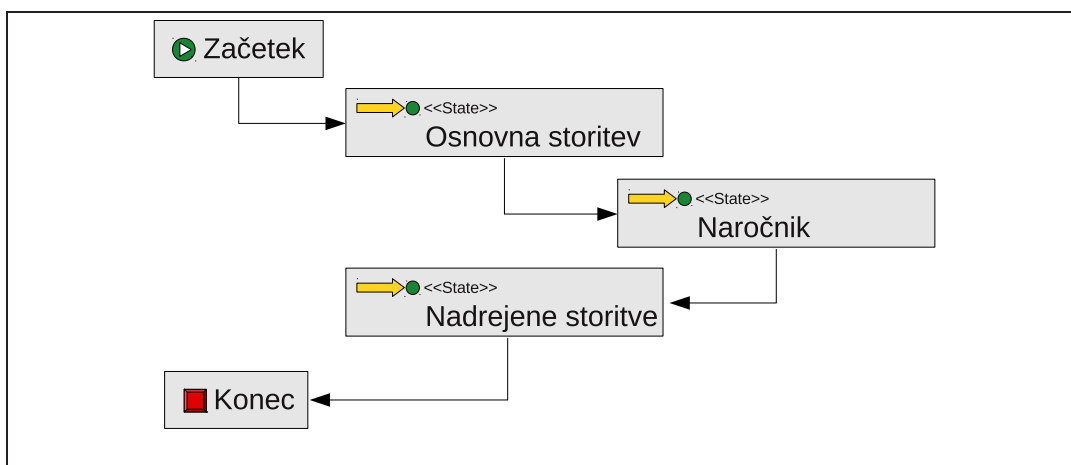 Začetek
<<State>>
Osnovna storitev
<<State>>
Naročnik
<<State>>
Nadrejene storitve
Konec